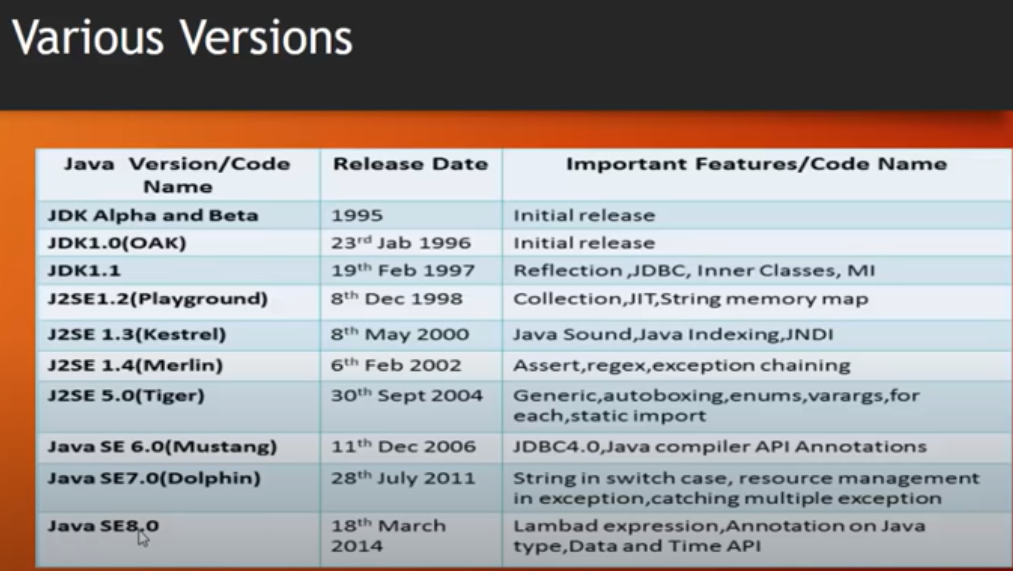 Various Versions
Java Version/Code Name Release Date Important Features/Code Name
JDK Alpha and Beta 1995 Initial release
JDK1.0(OAK) 23rd Jab 1996 Initial release
JDK1.1 19th Feb 1997 Reflection ,JDBC, Inner Classes, MI
J2SE1.2(Playground) 8th Dec 1998 Collection,JIT,String memory map
J2SE 1.3(Kestrel) 8th May 2000 Java Sound,Java Indexing,JNDI
J2SE 1.4(Merlin) 6th Feb 2002 Assert,regex,exception chaining
J2SE 5.0(Tiger) 30th Sept 2004 Generic,autoboxing,enums,varargs,for
each,static import
Java SE 6.0(Mustang) 11th Dec 2006 JDBC4.0,Java compiler API Annotations
Java SE7.0(Dolphin) 28th July 2011 String in switch case, resource management
in exception,catching multiple exception
Java SE8.0 18th March 2014 Lambad expression,Annotation on Java
type,Data and Time API